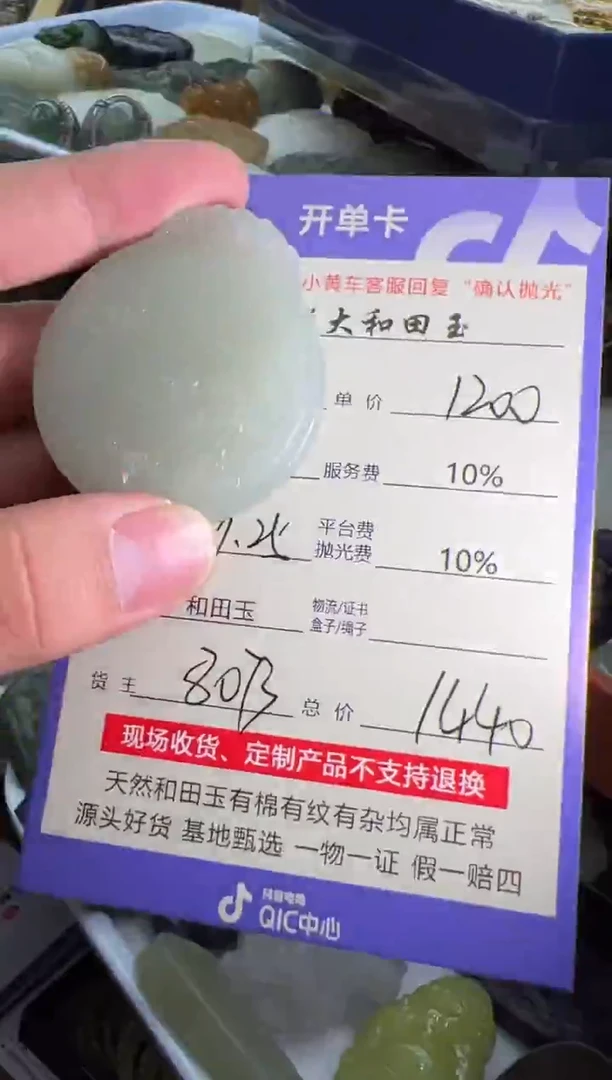 开单卡
小黄车客服回复 “确认抛光”
大和田玉
单价 1200
服务费 10%
平台费
抛光费 10%
和田玉 物流/证书
盒子/绳子
货主 80B 总价 1440
现场收货、定制产品不支持退换
天然和田玉有棉有纹有杂均属正常
源头好货 基地甄选 一物一证 假一赔四
抖音电商
QIC中心